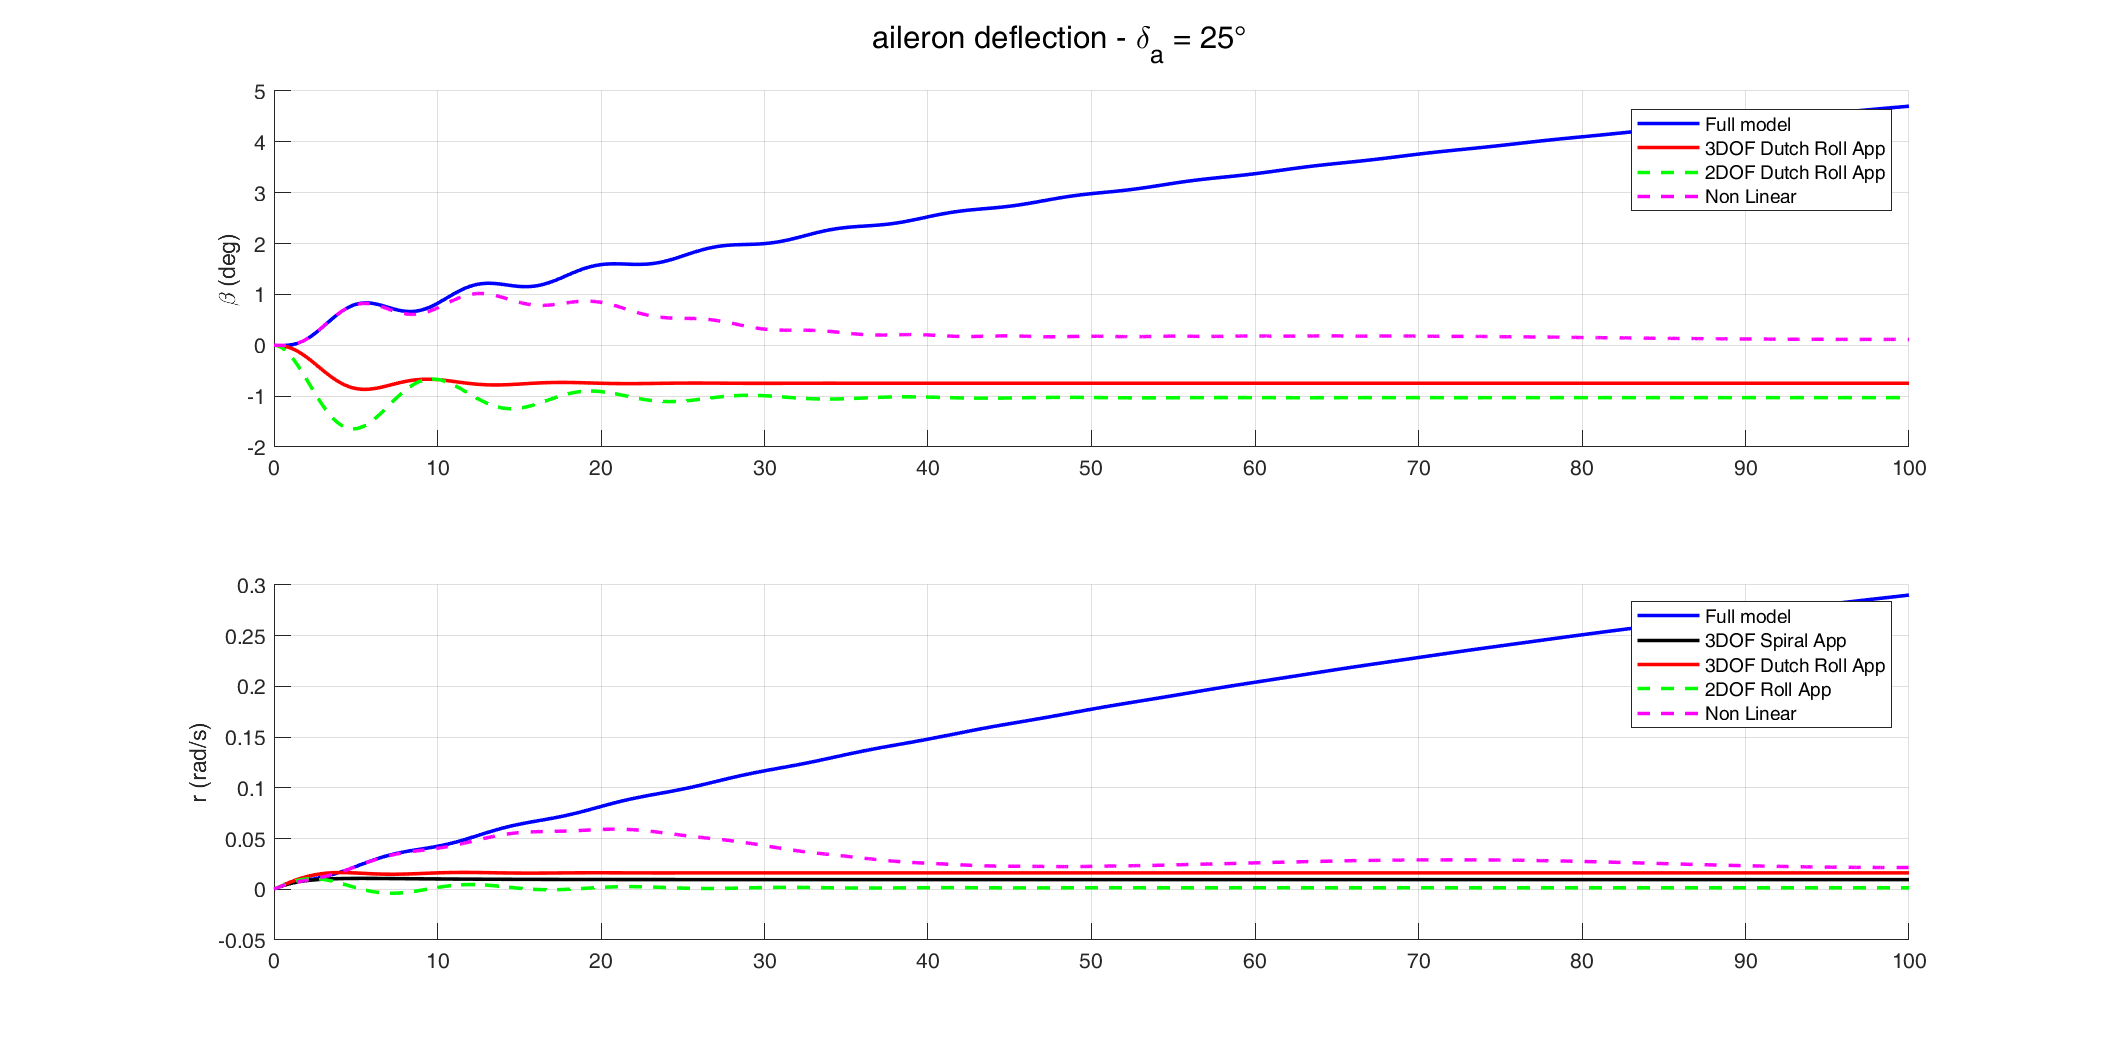 aileron deflection - δa = 25°
5
4
3
2
1
0
-1
-2
β (deg)
0 10 20 30 40 50 60 70 80 90 100
Full model
3DOF Dutch Roll App
2DOF Dutch Roll App
Non Linear
0.3
0.25
0.2
0.15
0.1
0.05
0
-0.05
r (rad/s)
0 10 20 30 40 50 60 70 80 90 100
Full model
3DOF Spiral App
3DOF Dutch Roll App
2DOF Roll App
Non Linear